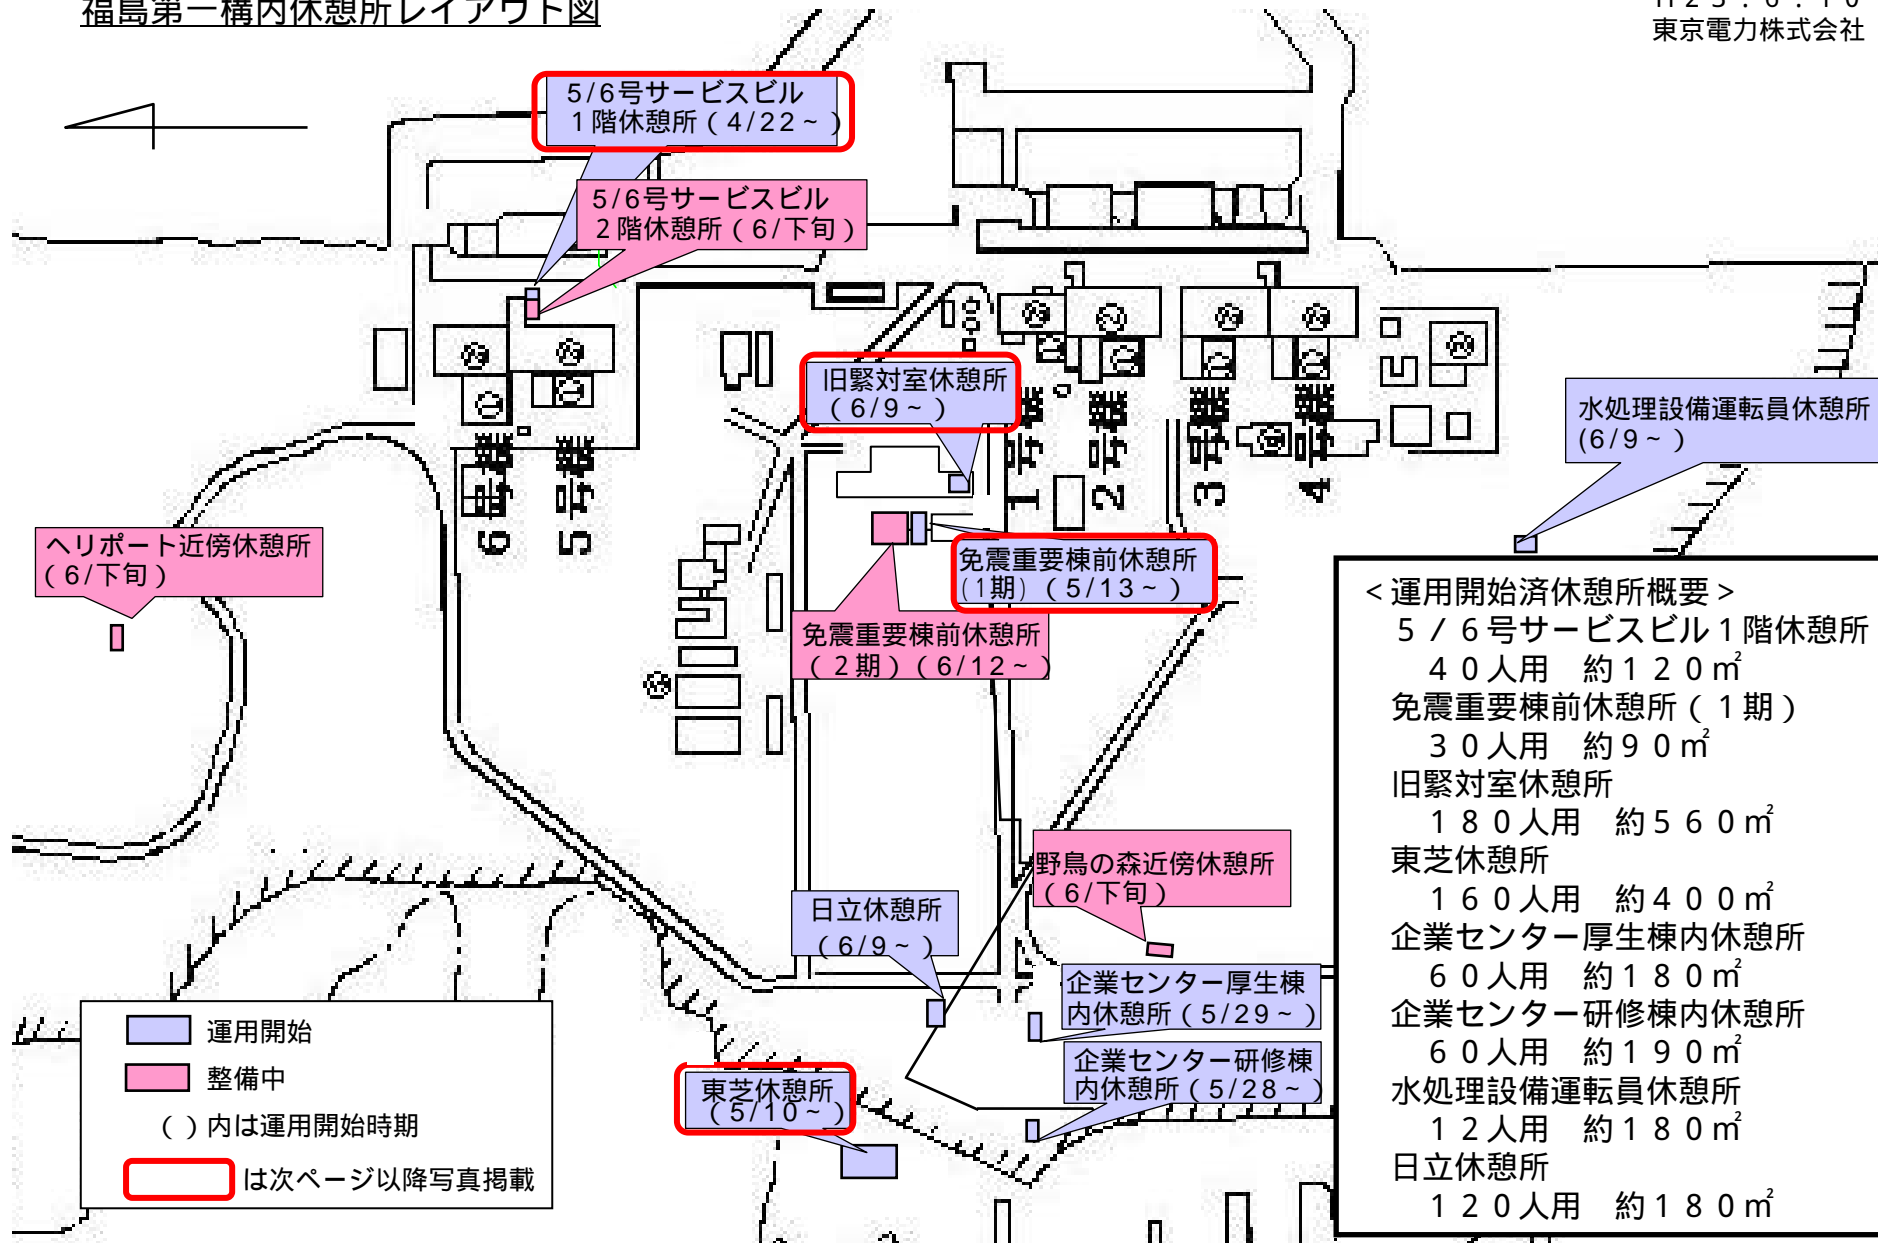 福島第一構内休憩所レイアウト図
H23.6.10
東京電力株式会社
5/6号サービスビル
1階休憩所(4/22~)
5/6号サービスビル
2階休憩所(6/下旬)
旧緊対室休憩所
(6/9~)
水処理設備運転員休憩所
(6/9~)
6号機
5号機
1号機
2号機
3号機
4号機
ヘリポート近傍休憩所
(6/下旬)
免震重要棟前休憩所
(1期)(5/13~)
免震重要棟前休憩所
(2期)(6/12~)
野鳥の森近傍休憩所
(6/下旬)
日立休憩所
(6/9~)
企業センター厚生棟
内休憩所(5/29~)
企業センター研修棟
内休憩所(5/28~)
東芝休憩所
(5/10~)
運用開始
整備中
( )内は運用開始時期
は次ページ以降写真掲載
<運用開始済休憩所概要>
5/6号サービスビル1階休憩所
40人用 約120㎡
免震重要棟前休憩所(1期)
30人用 約90㎡
旧緊対室休憩所
180人用 約560㎡
東芝休憩所
160人用 約400㎡
企業センター厚生棟内休憩所
60人用 約180㎡
企業センター研修棟内休憩所
60人用 約190㎡
水処理設備運転員休憩所
12人用 約180㎡
日立休憩所
120人用 約180㎡